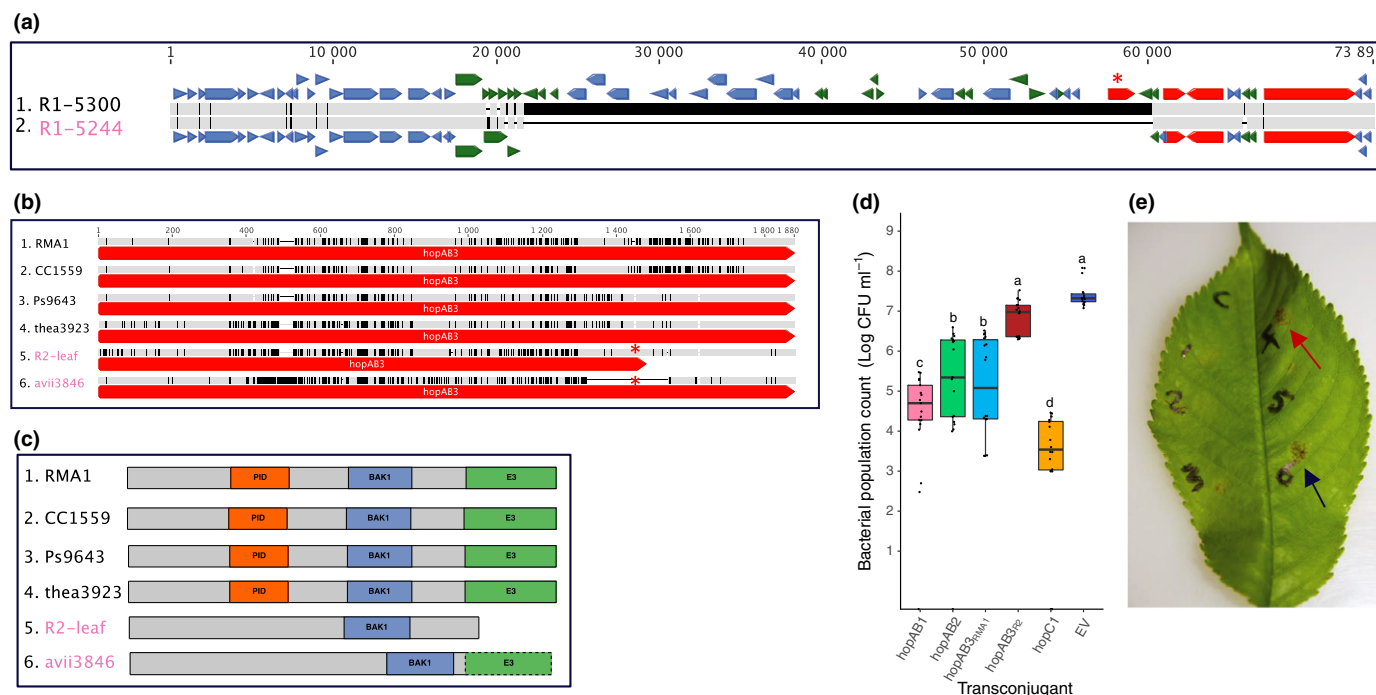 (a)
1 10 000 20 000 30 000 40 000 50 000 60 000 73 89
*
1. R1-5300
2. R1-5244
(b)
1 200 400 600 800 1 000 1 200 1 400 1 600 1 800 1 880
1. RMA1
hopAB3
2. CC1559
hopAB3
3. Ps9643
hopAB3
4. thea3923
hopAB3
5. R2-leaf
*
hopAB3
6. avii3846
*
hopAB3
(c)
1. RMA1 PID BAK1 E3
2. CC1559 PID BAK1 E3
3. Ps9643 PID BAK1 E3
4. thea3923 PID BAK1 E3
5. R2-leaf BAK1
6. avii3846 BAK1 E3
(d)
Bacterial population count (Log CFU ml−1)
9
8
7
6
5
4
3
2
1
c b b a d a
hopAB1 hopAB2 hopAB3RMA1 hopAB3R2 hopC1 EV
Transconjugant
(e)
C